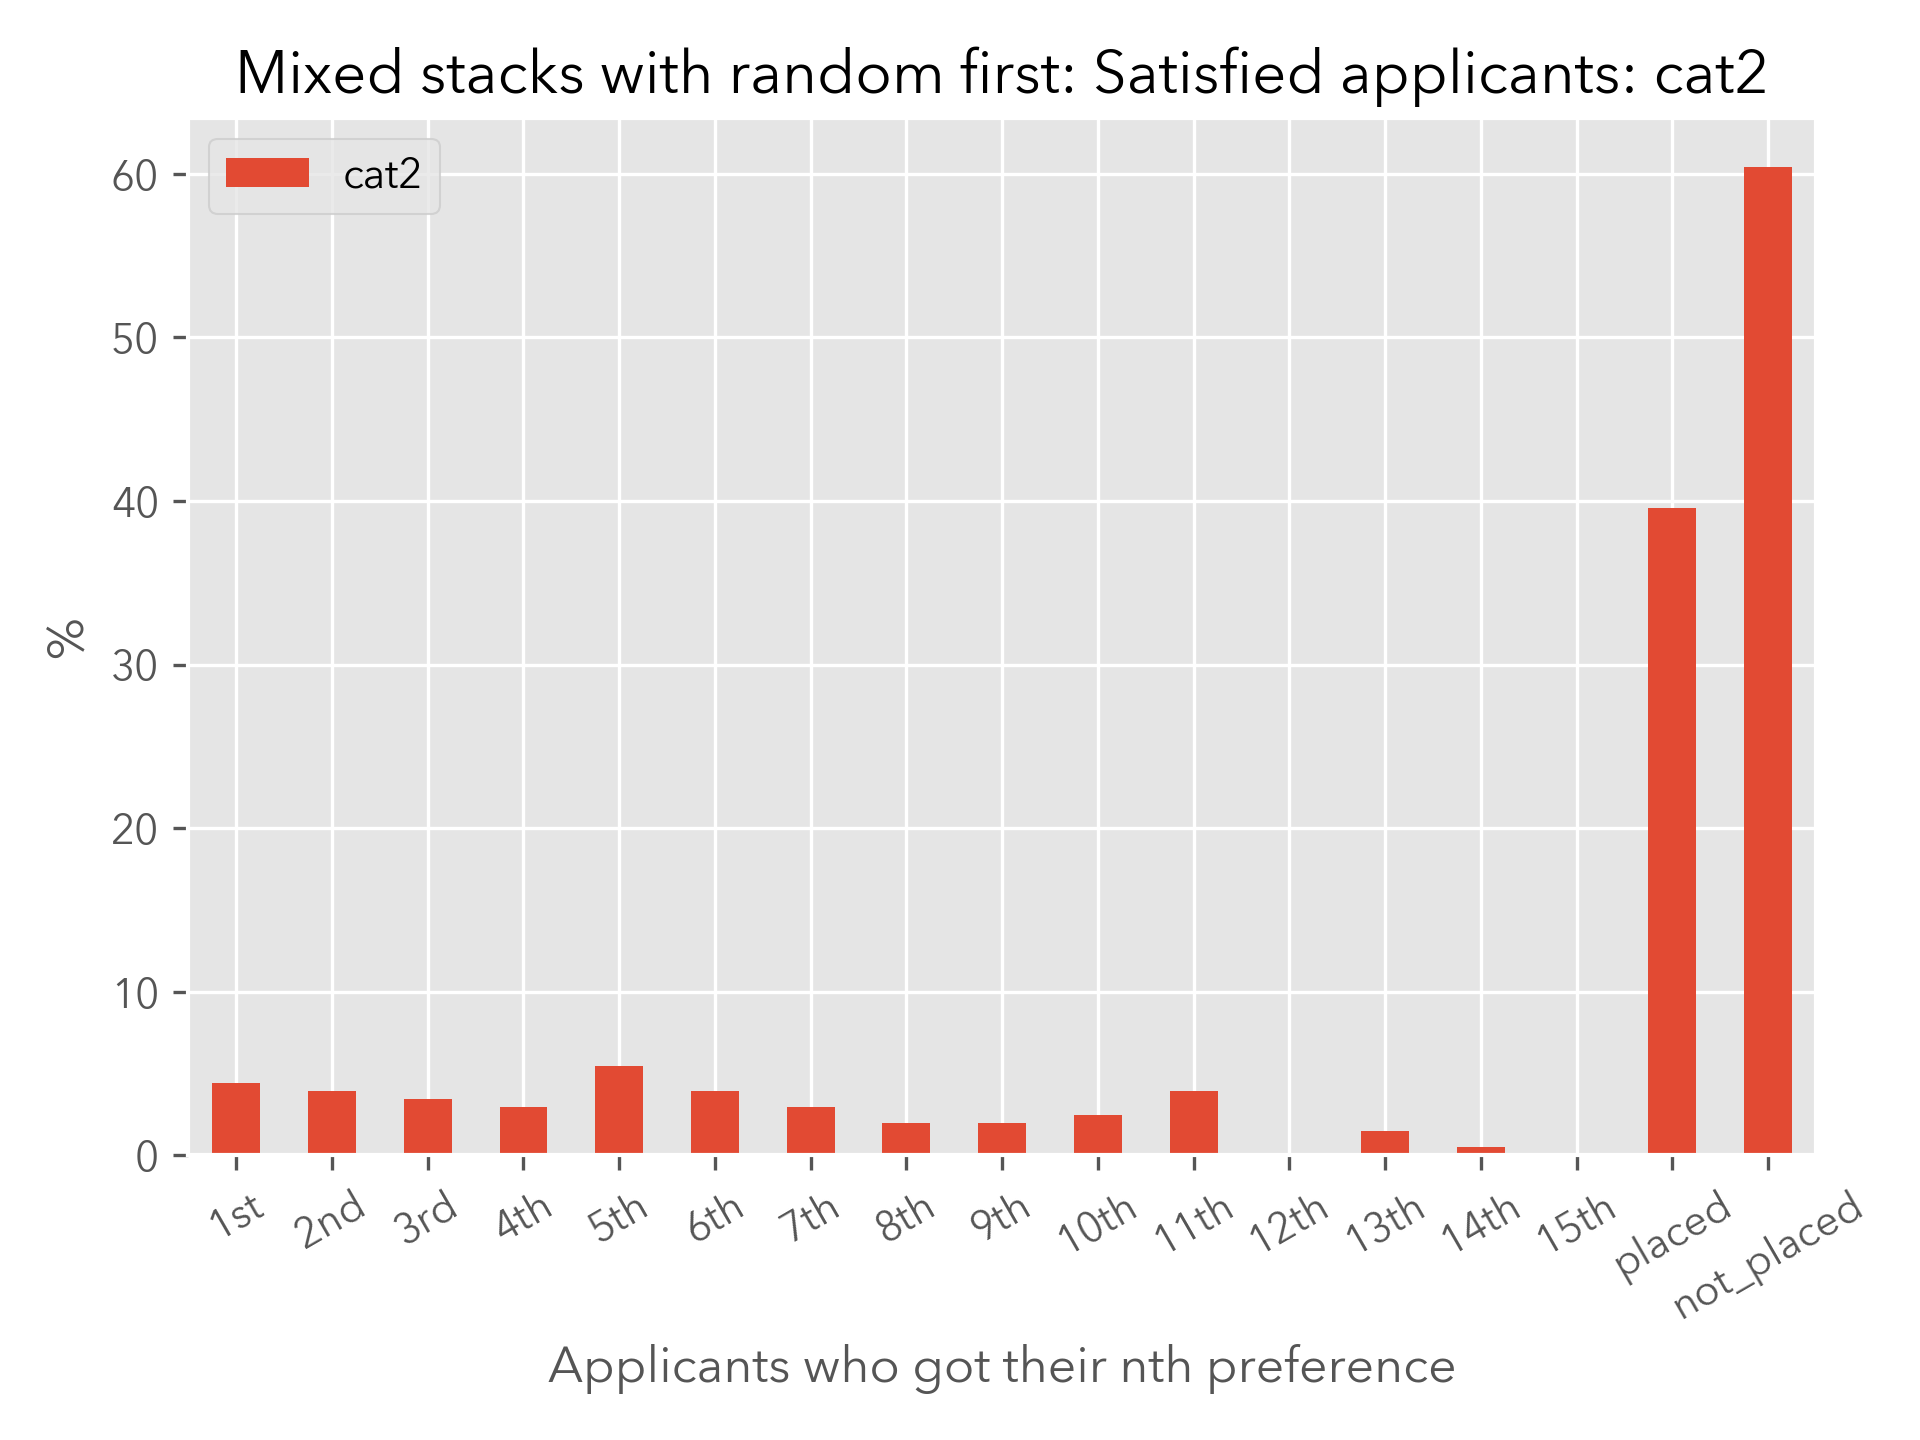 Mixed stacks with random first: Satisfied applicants: cat2
cat2
60
50
40
30
20
10
0
%
1st
2nd
3rd
4th
5th
6th
7th
8th
9th
10th
11th
12th
13th
14th
15th
placed
not_placed
Applicants who got their nth preference